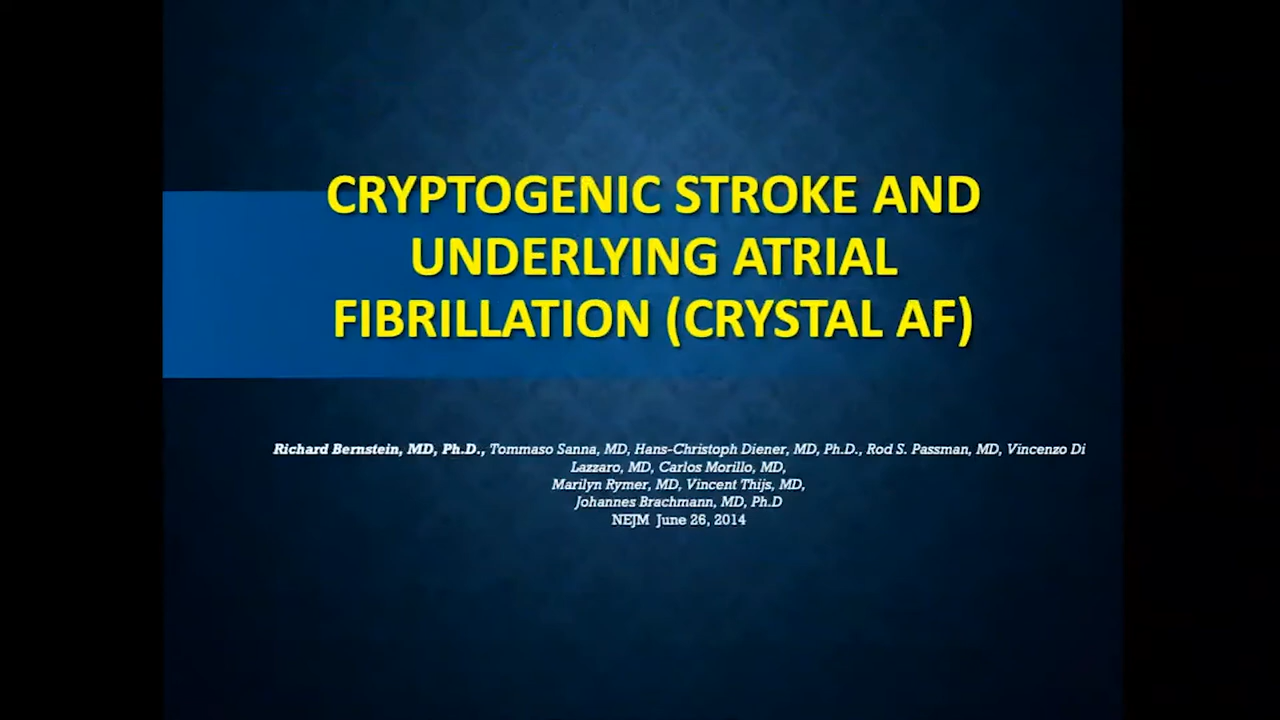 CRYPTOGENIC STROKE AND
UNDERLYING ATRIAL
FIBRILLATION (CRYSTAL AF)
Richard Bernstein, MD, Ph.D., Tommaso Sanna, MD, Hans-Christoph Diener, MD, Ph.D., Rod S. Passman, MD, Vincenzo Di
Lazzaro, MD, Carlos Morillo, MD,
Marilyn Rymer, MD, Vincent Thijs, MD,
Johannes Brachmann, MD, Ph.D
NEJM June 26, 2014